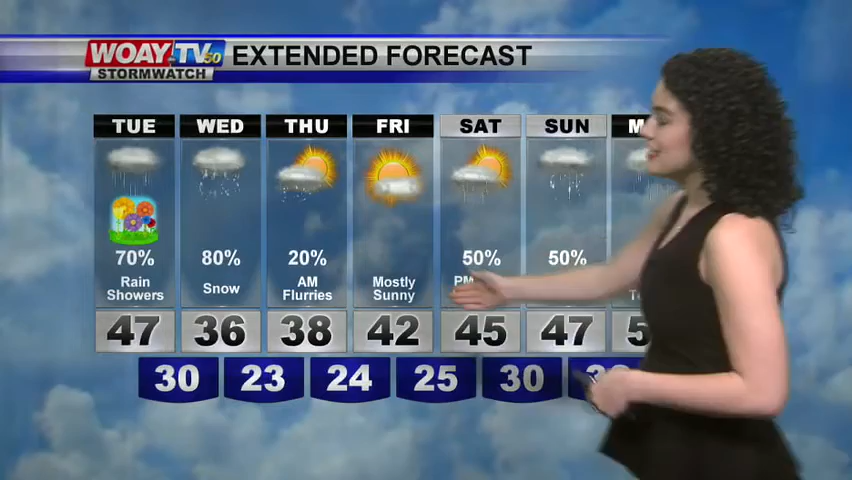 WOAY-TV 50
STORMWATCH
EXTENDED FORECAST
TUE WED THU FRI SAT SUN
70% 80% 20% 50% 50%
Rain Showers
Snow
AM Flurries
Mostly Sunny
47 36 38 42 45 47
30 23 24 25 30